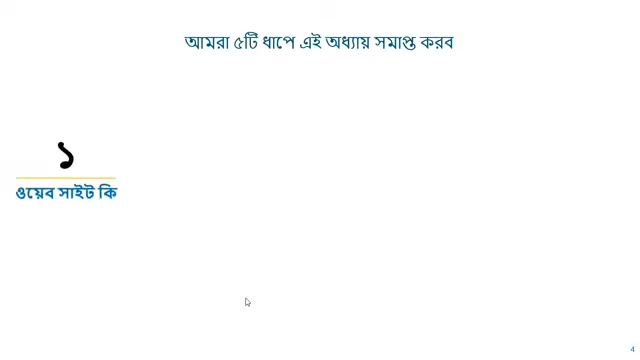 আমরা ৫টি ধাপে এই অধ্যায় সমাপ্ত করব
১
ওয়েব সাইট কি
4